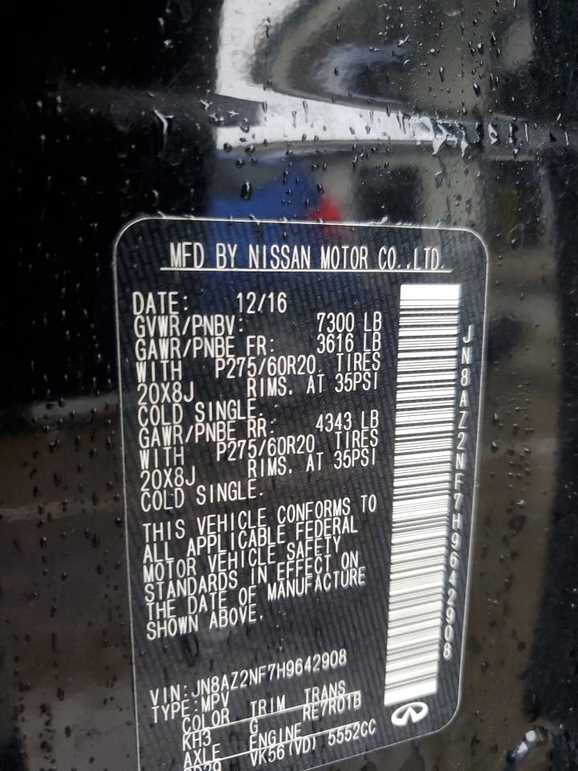 MFD BY NISSAN MOTOR CO.,LTD.
DATE: 12/16
GVWR/PNBV: 7300 LB
GAWR/PNBE FR: 3616 LB
WITH P275/60R20 TIRES
20X8J RIMS. AT 35PSI
COLD SINGLE.
GAWR/PNBE RR: 4343 LB
WITH P275/60R20 TIRES
20X8J RIMS. AT 35PSI
COLD SINGLE.
THIS VEHICLE CONFORMS TO
ALL APPLICABLE FEDERAL
MOTOR VEHICLE SAFETY
STANDARDS IN EFFECT ON
THE DATE OF MANUFACTURE
SHOWN ABOVE.
VIN: JN8AZ2NF7H9642908
TYPE: MPV
COLOR TRIM TRANS
KH3 G RE7R01B
AXLE ENGINE
VK56(VD) 5552CC
JN8AZ2NF7H9642908